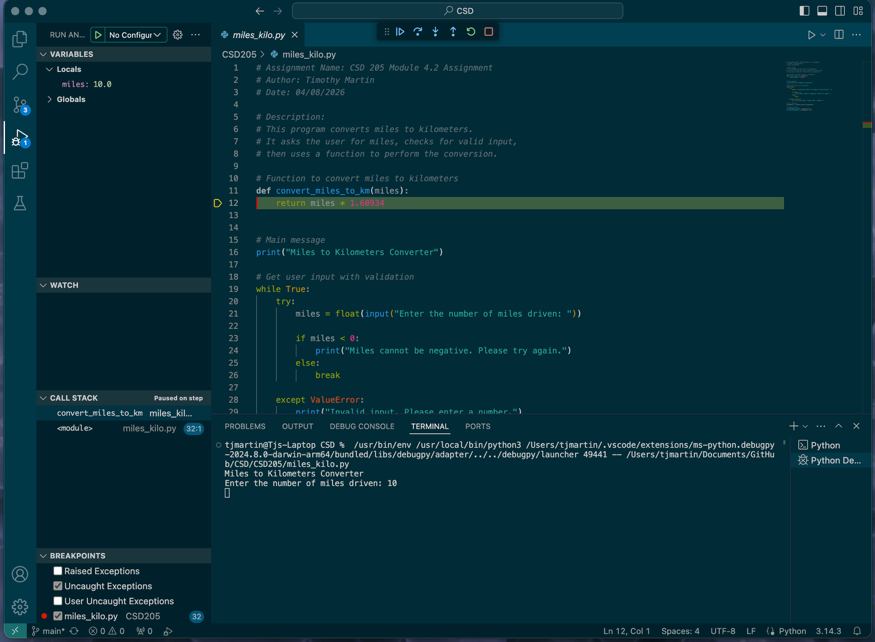 CSD
RUN AN... No Configur
miles_kilo.py
VARIABLES
Locals
miles: 10.0
Globals
WATCH
CALL STACK Paused on step
convert_miles_to_km miles_kil...
<module> miles_kilo.py 32:1
BREAKPOINTS
Raised Exceptions
Uncaught Exceptions
User Uncaught Exceptions
miles_kilo.py CSD205 32
3
1
CSD205 > miles_kilo.py
1 # Assignment Name: CSD 205 Module 4.2 Assignment
2 # Author: Timothy Martin
3 # Date: 04/08/2026
4
5 # Description:
6 # This program converts miles to kilometers.
7 # It asks the user for miles, checks for valid input,
8 # then uses a function to perform the conversion.
9
10 # Function to convert miles to kilometers
11 def convert_miles_to_km(miles):
12 return miles * 1.60934
13
14
15 # Main message
16 print("Miles to Kilometers Converter")
17
18 # Get user input with validation
19 while True:
20 try:
21 miles = float(input("Enter the number of miles driven: "))
22
23 if miles < 0:
24 print("Miles cannot be negative. Please try again.")
25 else:
26 break
27
28 except ValueError:
29 print("Invalid input. Please enter a number.")
PROBLEMS OUTPUT DEBUG CONSOLE TERMINAL PORTS
tjmartin@Tjs-Laptop CSD % /usr/bin/env /usr/local/bin/python3 /Users/tjmartin/.vscode/extensions/ms-python.debugpy
-2024.8.0-darwin-arm64/bundled/libs/debugpy/adapter/../../debugpy/launcher 49441 -- /Users/tjmartin/Documents/GitHu
b/CSD/CSD205/miles_kilo.py
Miles to Kilometers Converter
Enter the number of miles driven: 10
Python
Python De...
main* 0 0 0 Ln 12, Col 1 Spaces: 4 UTF-8 LF Python 3.14.3